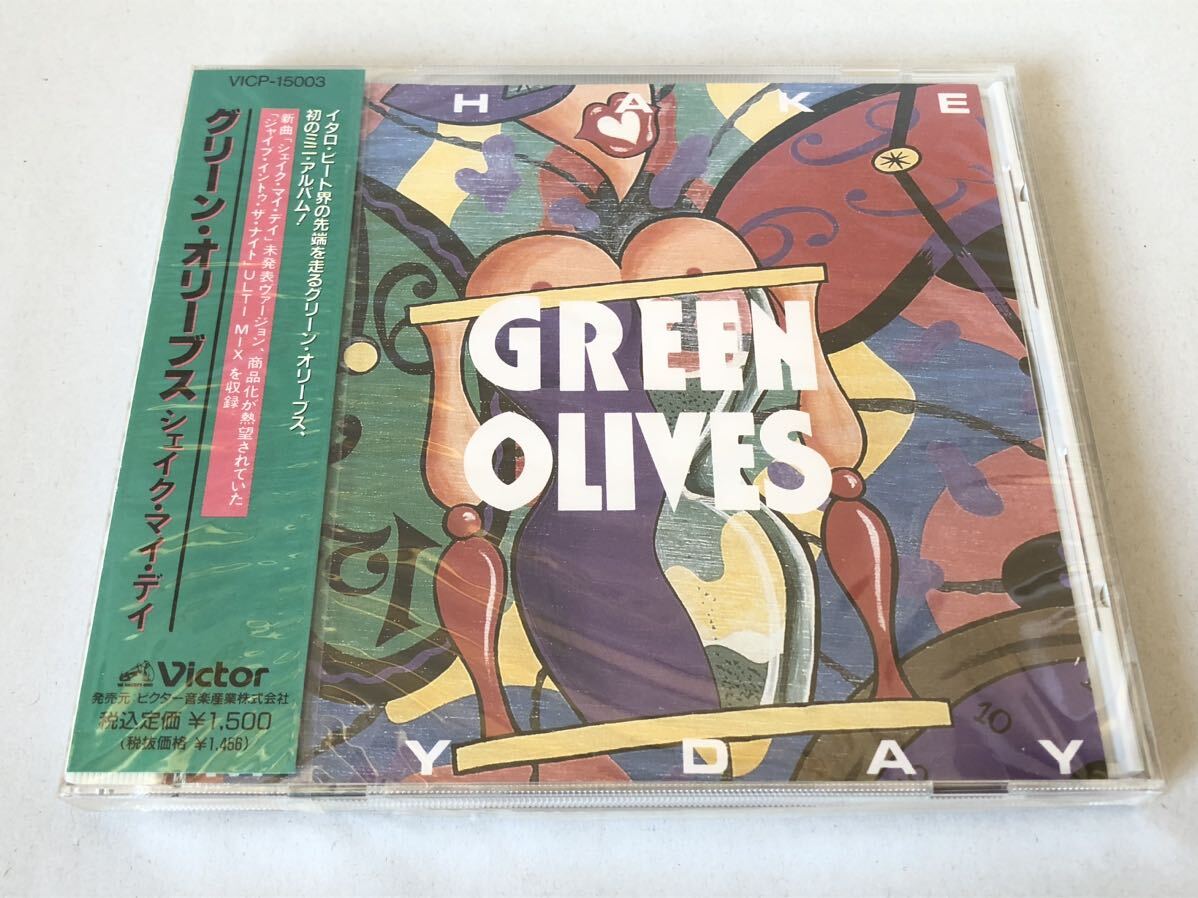 VICP-15003
イタロ・ビート界の先端を走るグリーン・オリーブス、
初のミニ・アルバム!
新曲「シェイク・マイ・デイ」未発表ヴァージョン、商品化が熱望されていた
「ジャイブ・イントゥ・ザ・ナイト」ULTI MIXを収録
グリーン・オリーブス シェイク・マイ・デイ
Victor
発売元 ビクター音楽産業株式会社
税込定価 ¥1,500
(税抜価格 ¥1,456)
HAKE
GREEN
OLIVES
Y DAY
10